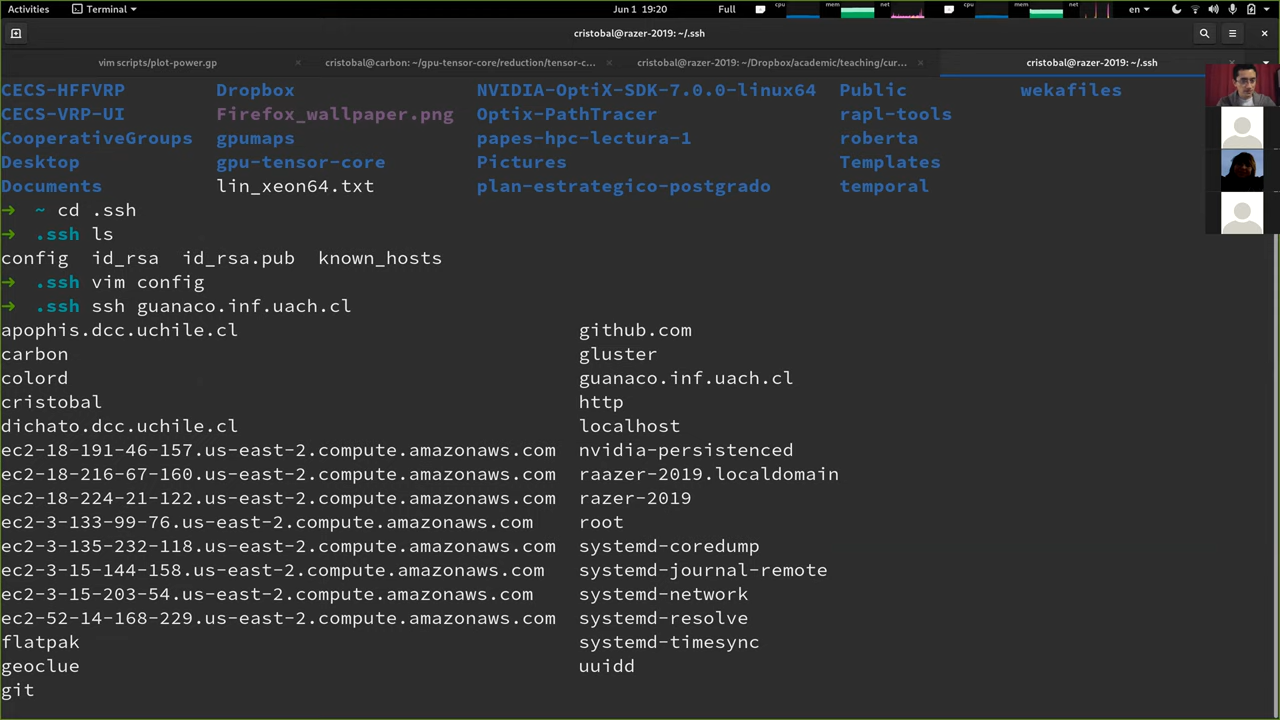 Activities Terminal Jun 1 19:20 Full cpu mem net cpu mem net en
cristobal@razer-2019: ~/.ssh
vim scripts/plot-power.gp cristobal@carbon: ~/gpu-tensor-core/reduction/tensor-c... cristobal@razer-2019: ~/Dropbox/academic/teaching/cur... cristobal@razer-2019: ~/.ssh
CECS-HFFVRP Dropbox NVIDIA-OptiX-SDK-7.0.0-linux64 Public wekafiles
CECS-VRP-UI Firefox_wallpaper.png Optix-PathTracer rapl-tools
CooperativeGroups gpumaps papes-hpc-lectura-1 roberta
Desktop gpu-tensor-core Pictures Templates
Documents lin_xeon64.txt plan-estrategico-postgrado temporal
→ ~ cd .ssh
→ .ssh ls
config id_rsa id_rsa.pub known_hosts
→ .ssh vim config
→ .ssh ssh guanaco.inf.uach.cl
apophis.dcc.uchile.cl github.com
carbon gluster
colord guanaco.inf.uach.cl
cristobal http
dichato.dcc.uchile.cl localhost
ec2-18-191-46-157.us-east-2.compute.amazonaws.com nvidia-persistenced
ec2-18-216-67-160.us-east-2.compute.amazonaws.com raazer-2019.localdomain
ec2-18-224-21-122.us-east-2.compute.amazonaws.com razer-2019
ec2-3-133-99-76.us-east-2.compute.amazonaws.com root
ec2-3-135-232-118.us-east-2.compute.amazonaws.com systemd-coredump
ec2-3-15-144-158.us-east-2.compute.amazonaws.com systemd-journal-remote
ec2-3-15-203-54.us-east-2.compute.amazonaws.com systemd-network
ec2-52-14-168-229.us-east-2.compute.amazonaws.com systemd-resolve
flatpak systemd-timesync
geoclue uuidd
git